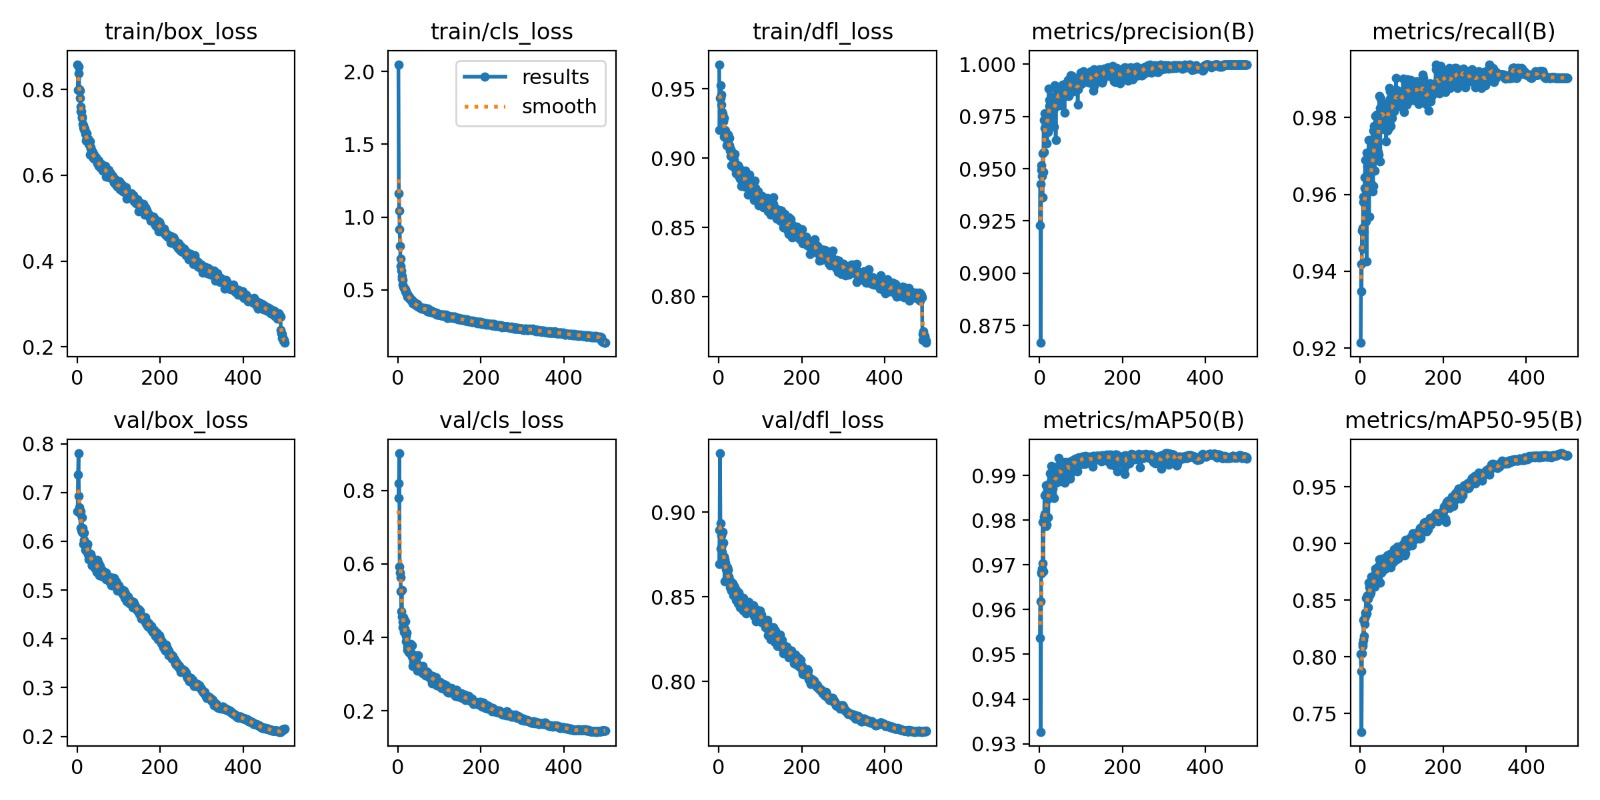 train/box_loss
train/cls_loss
train/dfl_loss
metrics/precision(B)
metrics/recall(B)
0.8
0.6
0.4
0.2
0 200 400
2.0
1.5
1.0
0.5
results
smooth
0 200 400
0.95
0.90
0.85
0.80
0 200 400
1.000
0.975
0.950
0.925
0.900
0.875
0 200 400
0.98
0.96
0.94
0.92
0 200 400
val/box_loss
val/cls_loss
val/dfl_loss
metrics/mAP50(B)
metrics/mAP50-95(B)
0.8
0.7
0.6
0.5
0.4
0.3
0.2
0 200 400
0.8
0.6
0.4
0.2
0 200 400
0.90
0.85
0.80
0 200 400
0.99
0.98
0.97
0.96
0.95
0.94
0.93
0 200 400
0.95
0.90
0.85
0.80
0.75
0 200 400